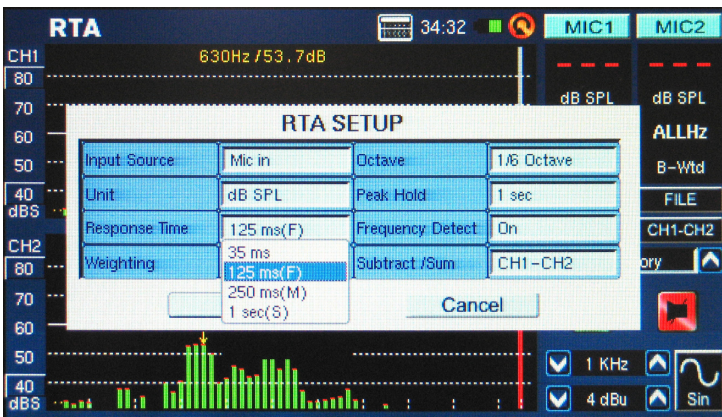 RTA
34:32
MIC1
MIC2
CH1
630Hz/53.7dB
80
70
60
50
40
dBS
dB SPL
dB SPL
ALLHz
B-Wtd
FILE
CH1-CH2
RTA SETUP
Input Source
Mic in
Octave
1/6 Octave
Unit
dB SPL
Peak Hold
1 sec
Response Time
125 ms(F)
Frequency Detect
On
Weighting
35 ms
125 ms(F)
250 ms(M)
1 sec(S)
Subtract /Sum
CH1-CH2
Cancel
CH2
80
70
60
50
40
dBS
ory
1 KHz
4 dBu
Sin